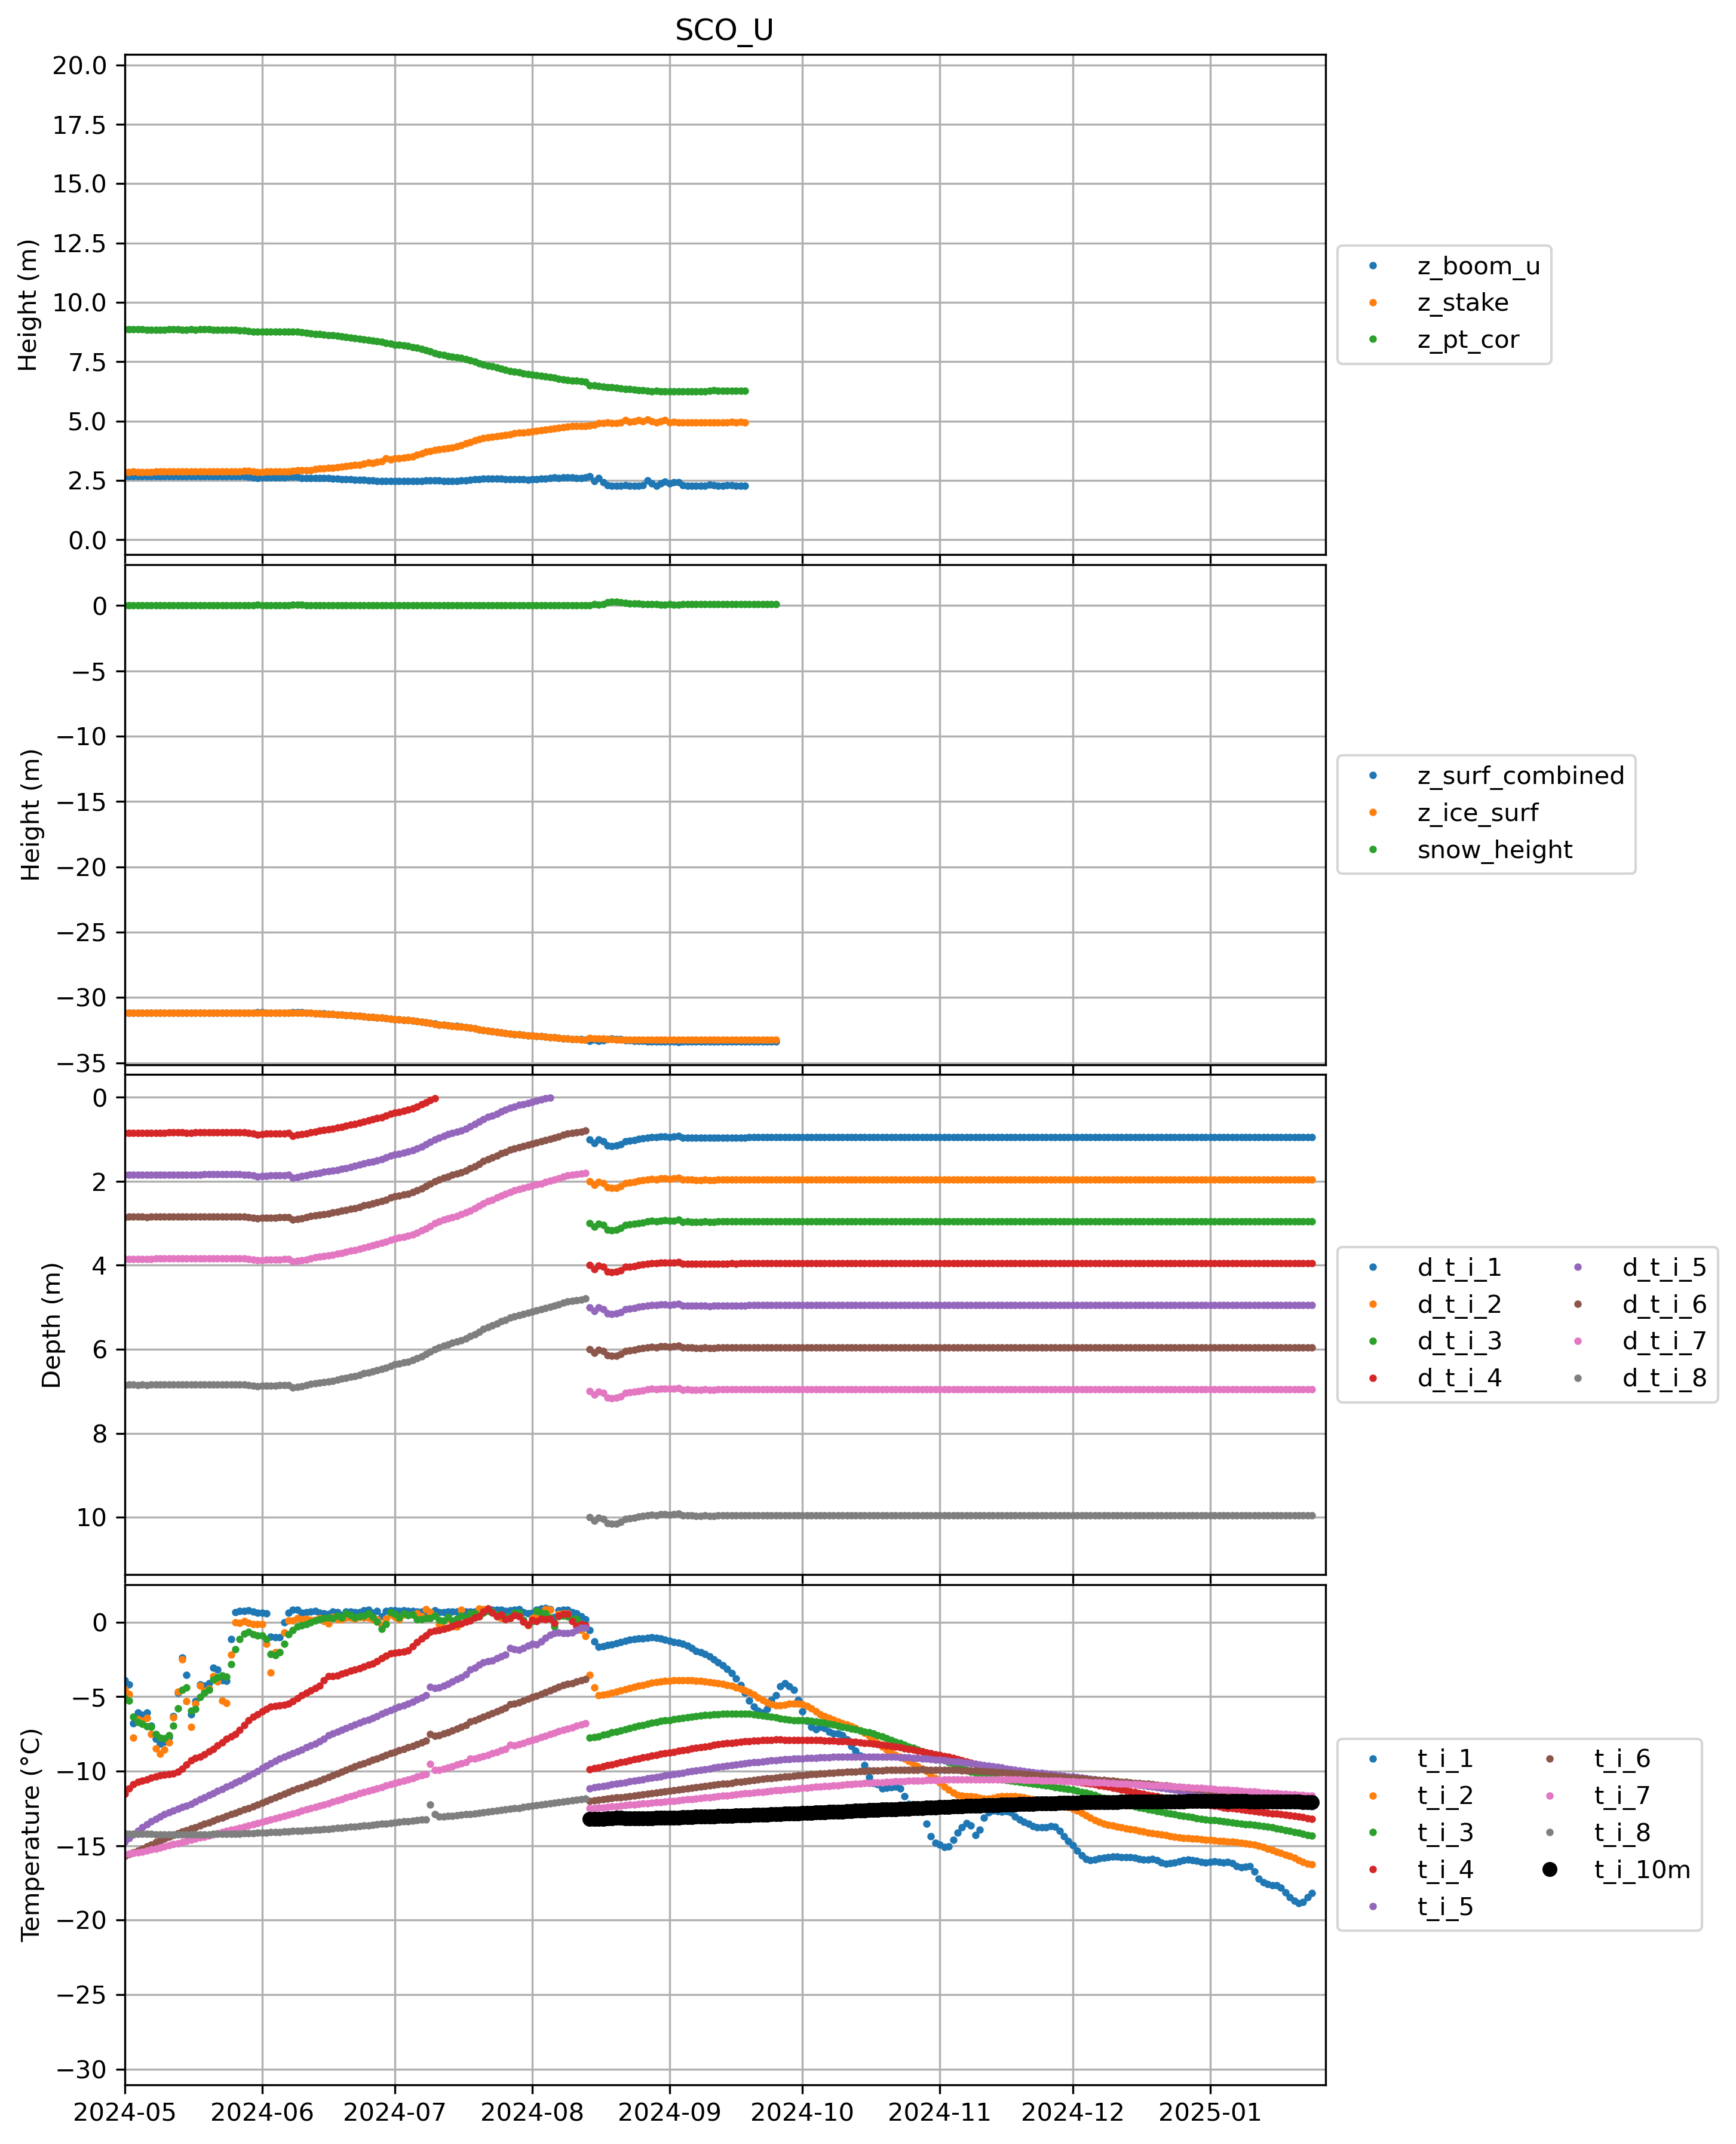 SCO_U
20.0
17.5
15.0
12.5
10.0
7.5
5.0
2.5
0.0
Height (m)
z_boom_u
z_stake
z_pt_cor
0
−5
−10
−15
−20
−25
−30
−35
Height (m)
z_surf_combined
z_ice_surf
snow_height
0
2
4
6
8
10
Depth (m)
d_t_i_1
d_t_i_2
d_t_i_3
d_t_i_4
d_t_i_5
d_t_i_6
d_t_i_7
d_t_i_8
0
−5
−10
−15
−20
−25
−30
Temperature (°C)
t_i_1
t_i_2
t_i_3
t_i_4
t_i_5
t_i_6
t_i_7
t_i_8
t_i_10m
2024-05
2024-06
2024-07
2024-08
2024-09
2024-10
2024-11
2024-12
2025-01